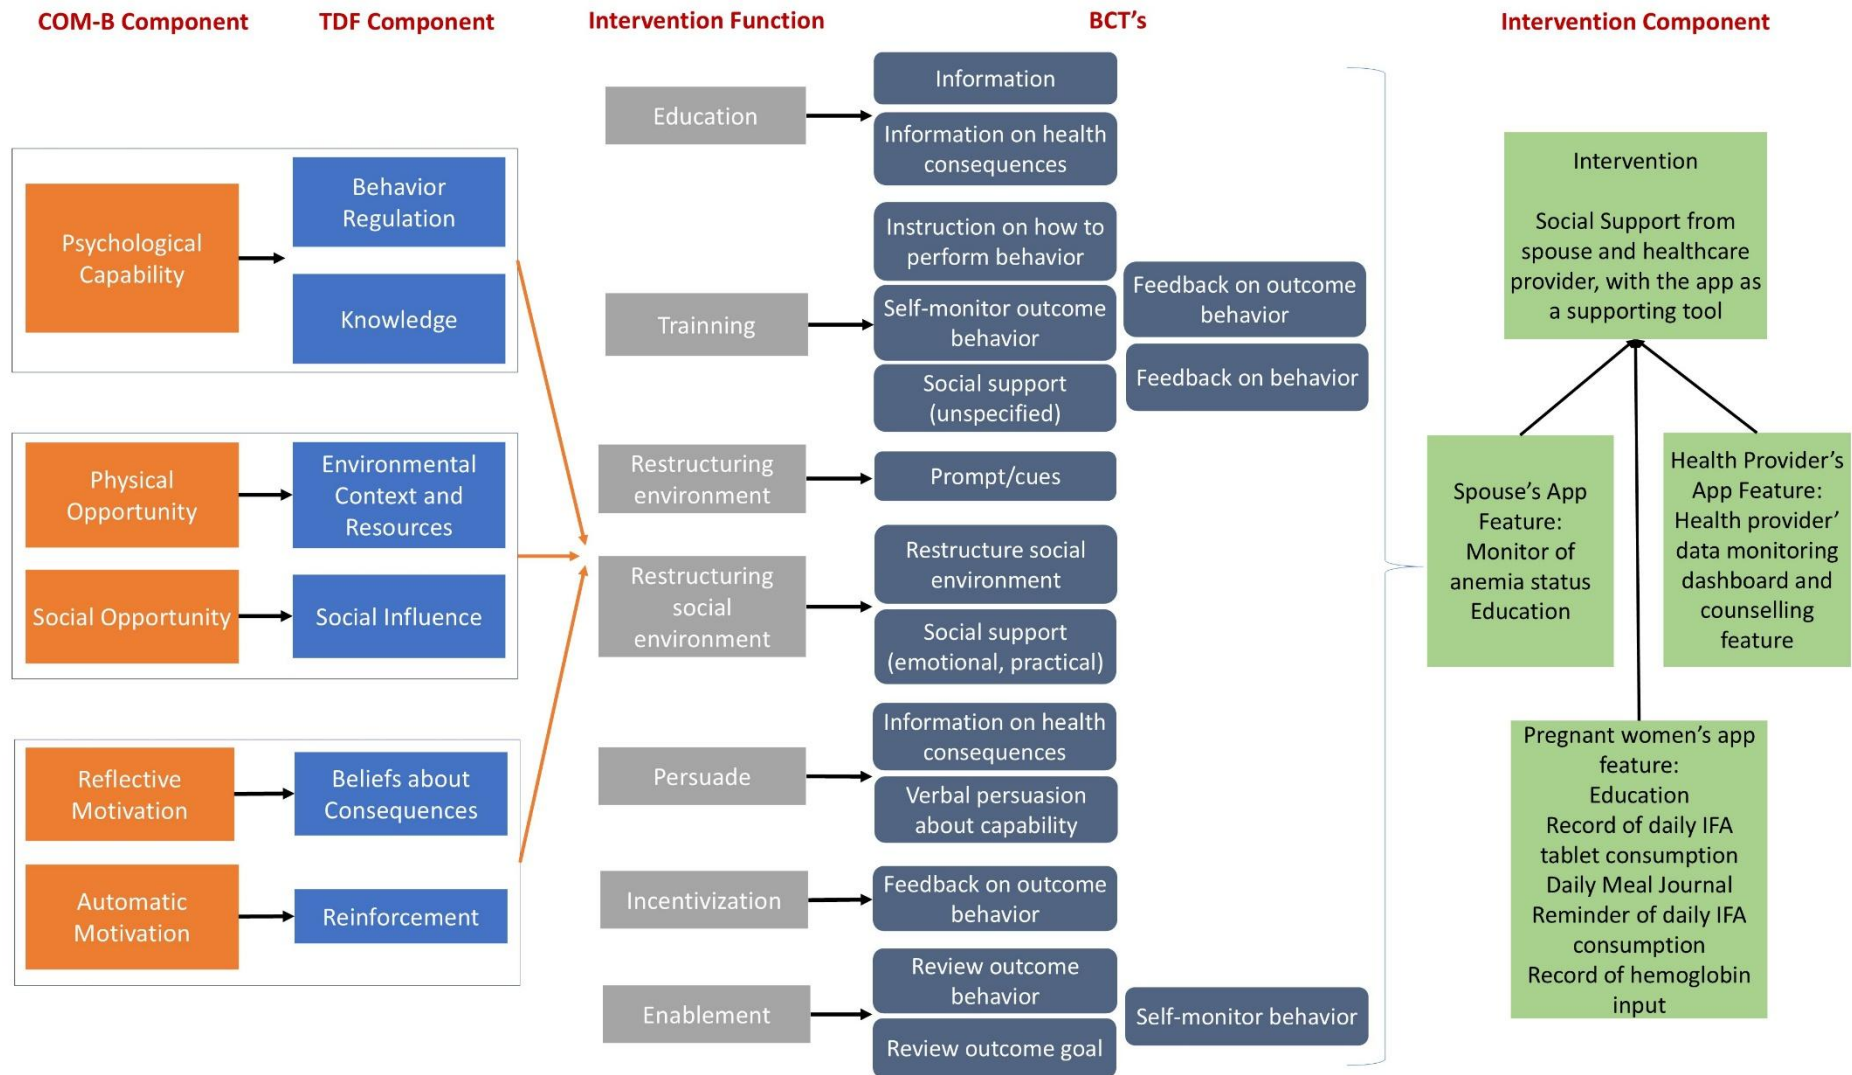 COM-B Component
TDF Component
Intervention Function
BCT's
Intervention Component
Psychological
Capability
Behavior
Regulation
Knowledge
Physical
Opportunity
Environmental
Context and
Resources
Social Opportunity
Social Influence
Reflective
Motivation
Beliefs about
Consequences
Automatic
Motivation
Reinforcement
Education
Information
Information on health
consequences
Trainning
Instruction on how to
perform behavior
Self-monitor outcome
behavior
Social support
(unspecified)
Feedback on outcome
behavior
Feedback on behavior
Restructuring
environment
Prompt/cues
Restructuring
social
environment
Restructure social
environment
Social support
(emotional, practical)
Persuade
Information on health
consequences
Verbal persuasion
about capability
Incentivization
Feedback on outcome
behavior
Enablement
Review outcome
behavior
Review outcome goal
Self-monitor behavior
Intervention
Social Support from
spouse and healthcare
provider, with the app as
a supporting tool
Spouse's App
Feature:
Monitor of
anemia status
Education
Health Provider's
App Feature:
Health provider'
data monitoring
dashboard and
counselling
feature
Pregnant women's app
feature:
Education
Record of daily IFA
tablet consumption
Daily Meal Journal
Reminder of daily IFA
consumption
Record of hemoglobin
input